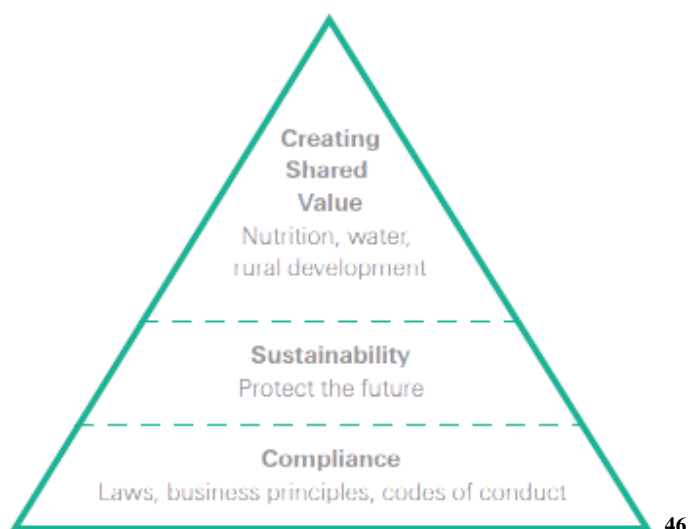 Creating
Shared
Value
Nutrition, water,
rural development
Sustainability
Protect the future
Compliance
Laws, business principles, codes of conduct
46